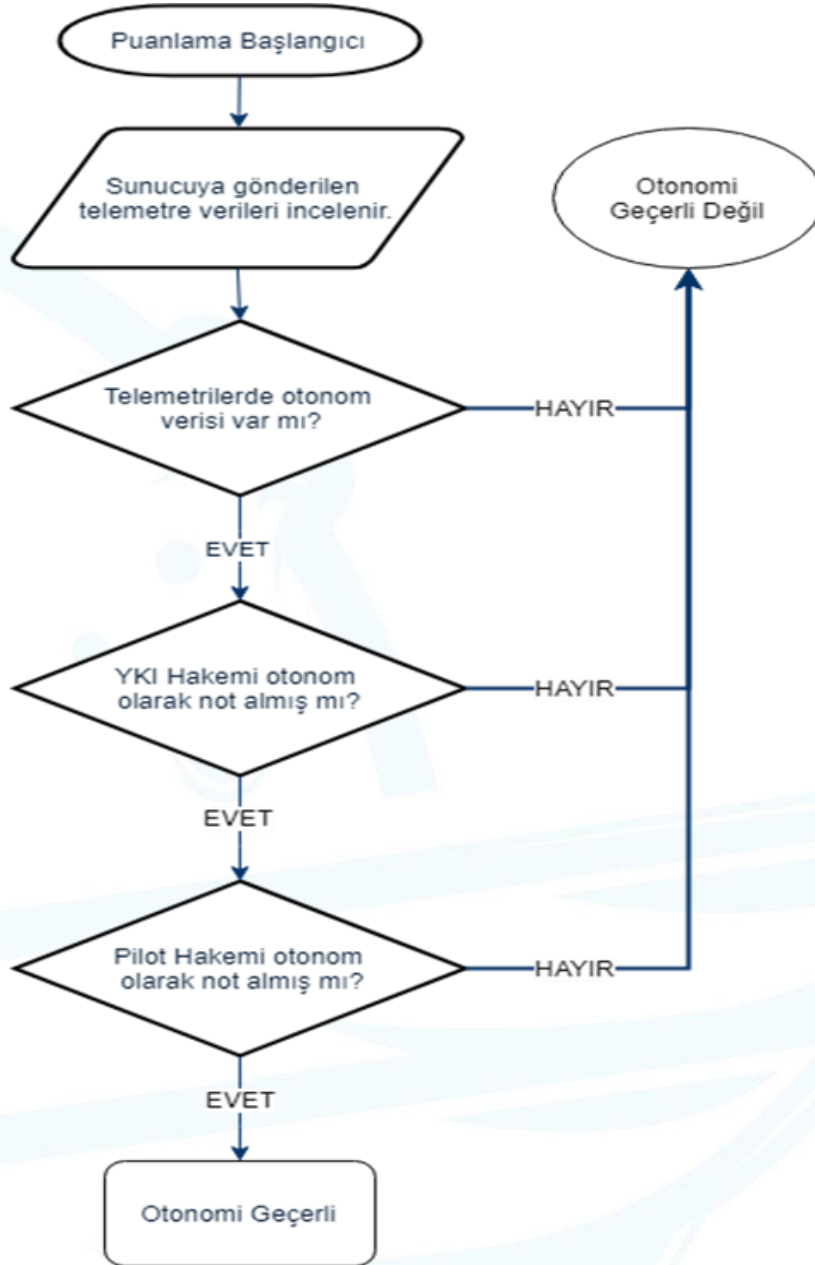 Puanlama Başlangıcı
Sunucuya gönderilen
telemetre verileri incelenir.
Otonomi
Geçerli Değil
Telemetrilerde otonom
verisi var mı?
HAYIR
EVET
YKI Hakemi otonom
olarak not almış mı?
HAYIR
EVET
Pilot Hakemi otonom
olarak not almış mı?
HAYIR
EVET
Otonomi Geçerli